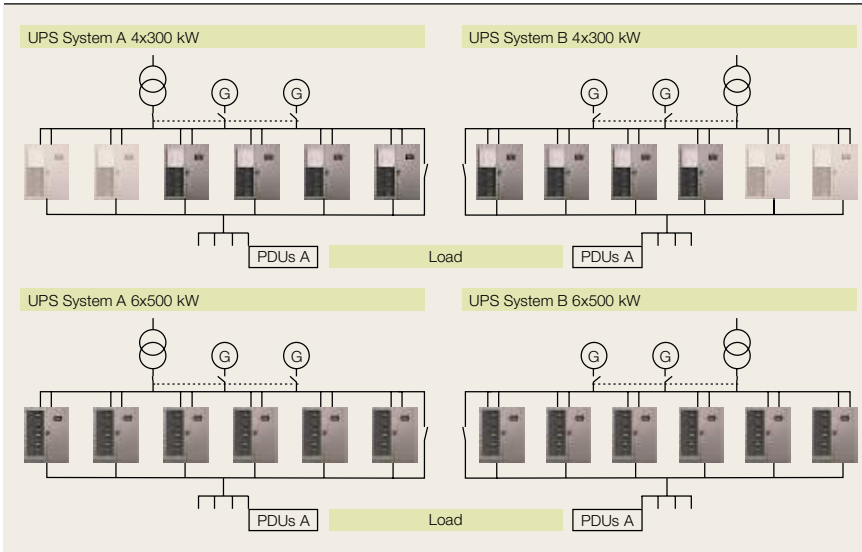 UPS System A 4x300 kW
UPS System B 4x300 kW
G
G
G
G
PDUs A
Load
PDUs A
UPS System A 6x500 kW
UPS System B 6x500 kW
G
G
G
G
PDUs A
Load
PDUs A